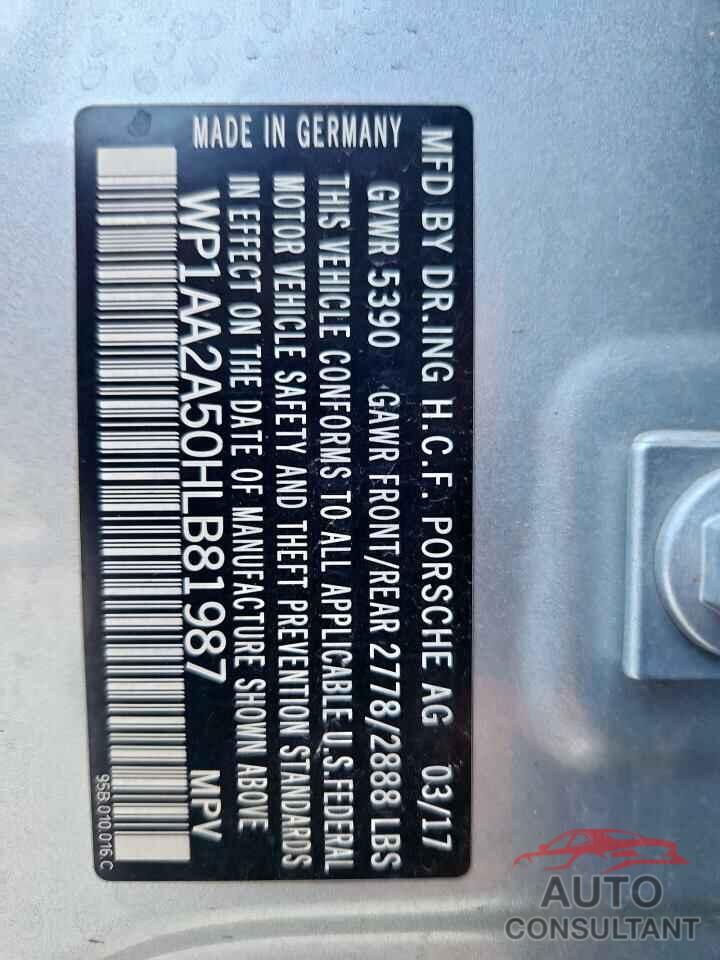 MFD BY DR.ING H.C.F. PORSCHE AG 03/17
GVWR 5390 GAWR FRONT/REAR 2778/2888 LBS
THIS VEHICLE CONFORMS TO ALL APPLICABLE U.S.FEDERAL
MOTOR VEHICLE SAFETY AND THEFT PREVENTION STANDARDS
IN EFFECT ON THE DATE OF MANUFACTURE SHOWN ABOVE
WP1AA2A50HLB81987 MPV
MADE IN GERMANY
95B.010.016.C
AUTO
CONSULTANT